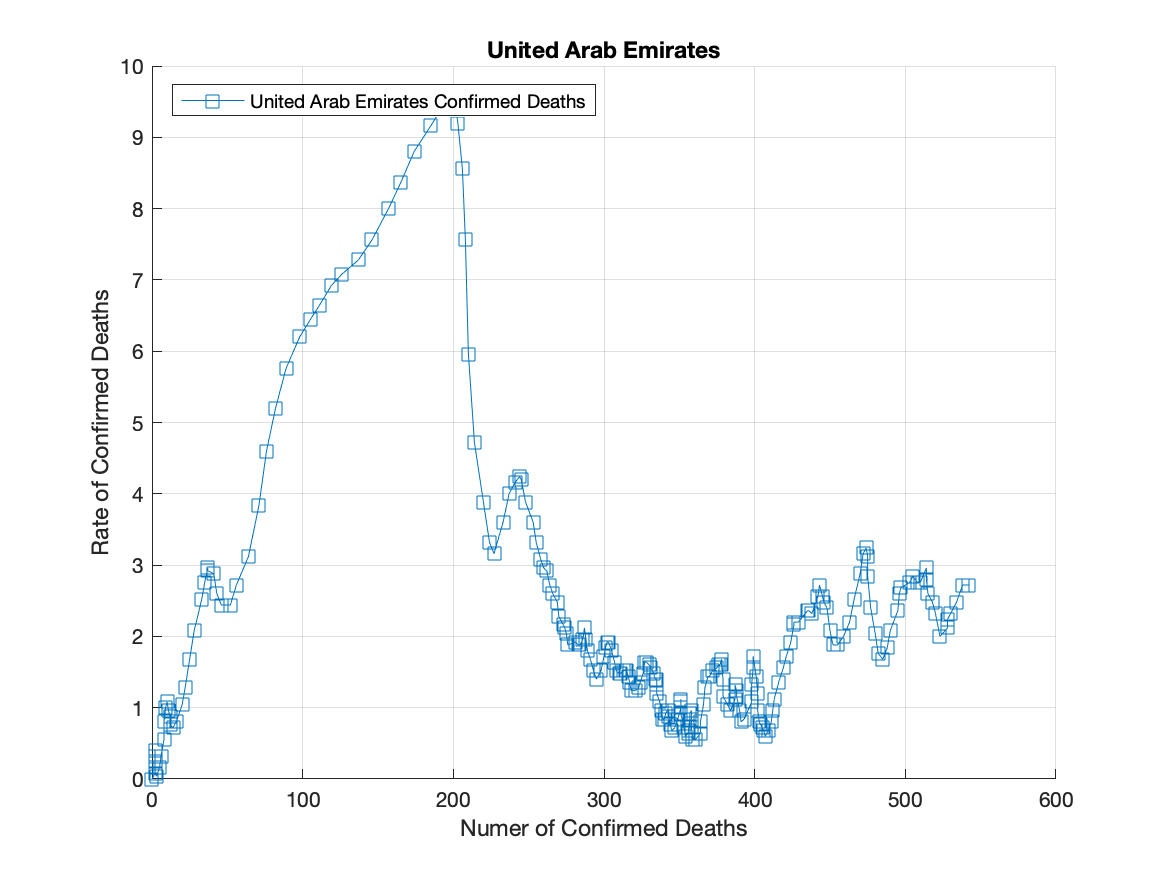 United Arab Emirates
United Arab Emirates Confirmed Deaths
Rate of Confirmed Deaths
10
9
8
7
6
5
4
3
2
1
0
0 100 200 300 400 500 600
Numer of Confirmed Deaths